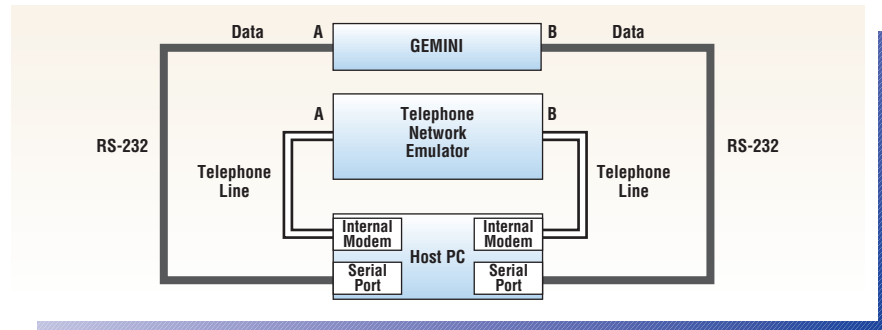 Data A GEMINI B Data
A Telephone B
Network
Emulator
RS-232 RS-232
Telephone Telephone
Line Line
Internal Internal
Modem Modem
Host PC
Serial Serial
Port Port